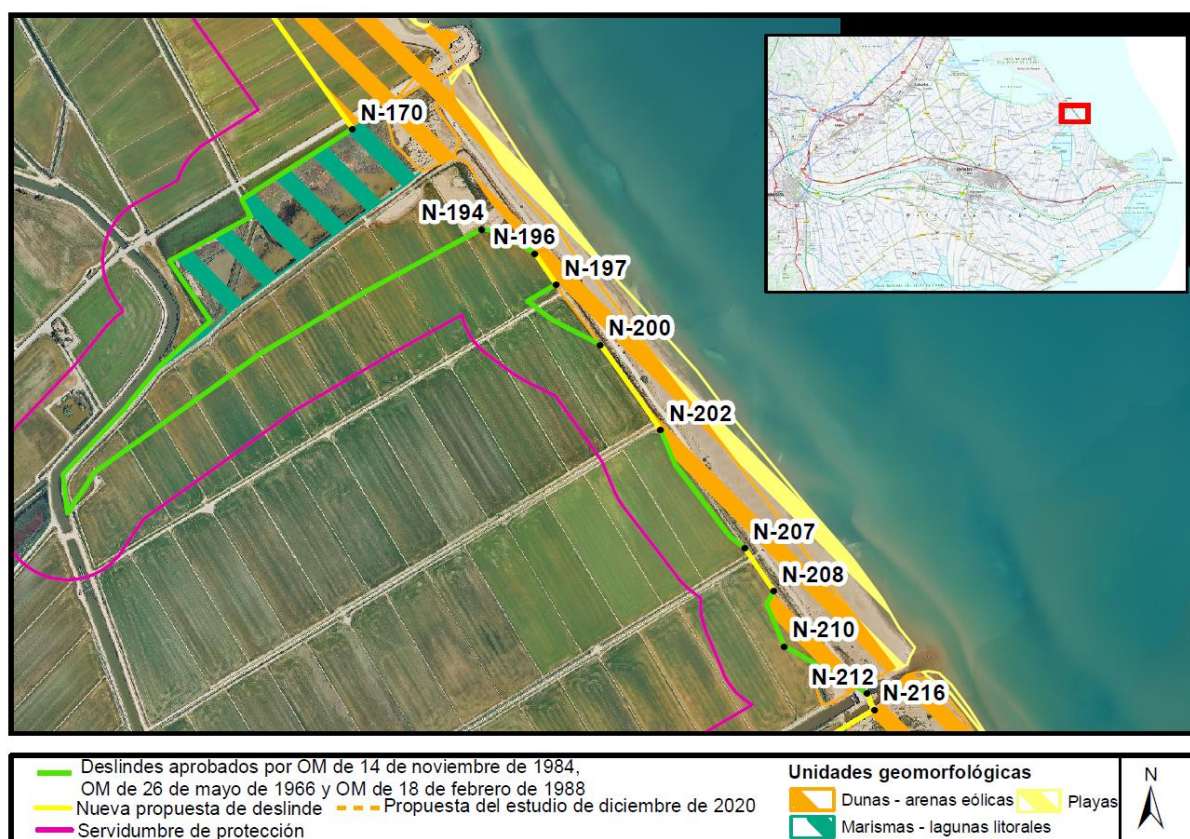 N-170
N-194
N-196
N-197
N-200
N-202
N-207
N-208
N-210
N-212
N-216
Deslindes aprobados por OM de 14 de noviembre de 1984,
OM de 26 de mayo de 1966 y OM de 18 de febrero de 1988
Nueva propuesta de deslinde
Propuesta del estudio de diciembre de 2020
Servidumbre de protección
Unidades geomorfológicas
Dunas - arenas eólicas
Playas
Marismas - lagunas litorales
N